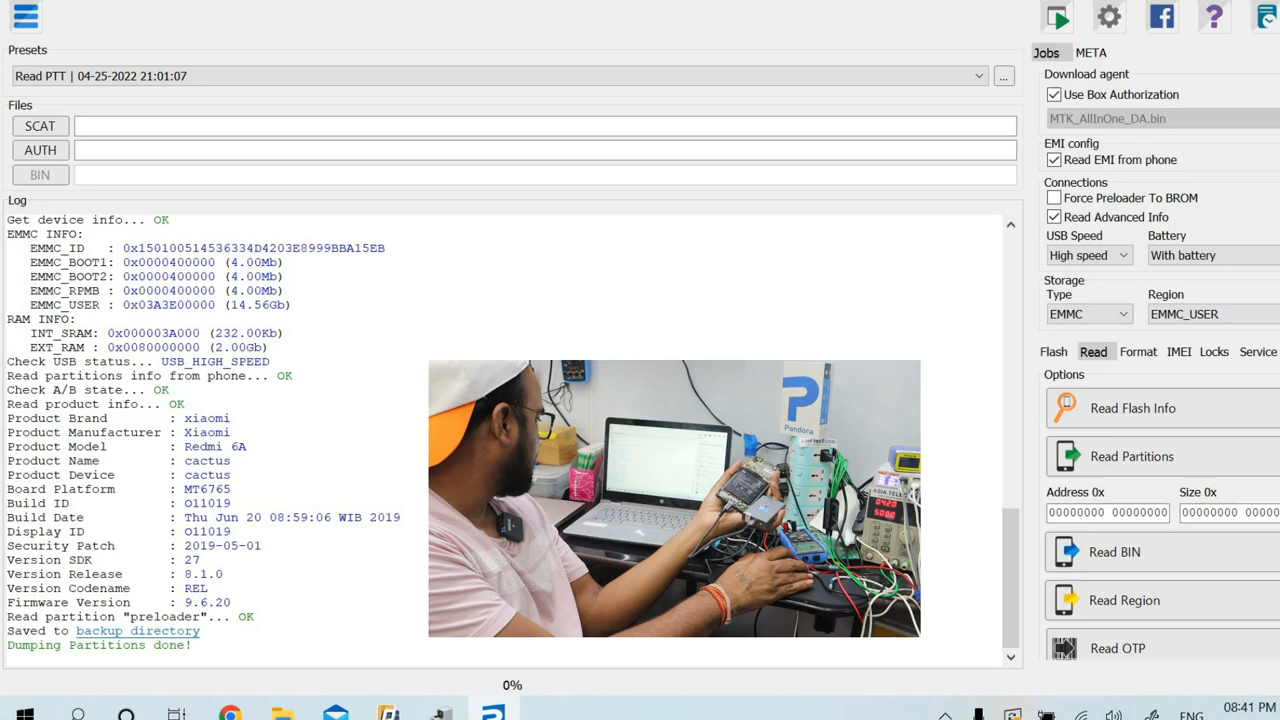 Presets
Read PTT | 04-25-2022 21:01:07
...
Files
SCAT
AUTH
BIN
Log
Get device info... OK
EMMC INFO:
EMMC_ID : 0x150100514536334D4203E8999BBA15EB
EMMC_BOOT1: 0x0000400000 (4.00Mb)
EMMC_BOOT2: 0x0000400000 (4.00Mb)
EMMC_RPMB : 0x0000400000 (4.00Mb)
EMMC_USER : 0x03A3E00000 (14.56Gb)
RAM INFO:
INT_SRAM: 0x000003A000 (232.00Kb)
EXT_RAM : 0x0080000000 (2.00Gb)
Check USB status... USB_HIGH_SPEED
Read partitions info from phone... OK
Check A/B state... OK
Read product info... OK
Product Brand : xiaomi
Product Manufacturer : Xiaomi
Product Model : Redmi 6A
Product Name : cactus
Product Device : cactus
Board Platform : MT6765
Build ID : O11019
Build Date : Thu Jun 20 08:59:06 WIB 2019
Display ID : O11019
Security Patch : 2019-05-01
Version SDK : 27
Version Release : 8.1.0
Version Codename : REL
Firmware Version : 9.6.20
Read partition "preloader"... OK
Saved to backup directory
Dumping Partitions done!
Pandora
ASIA TEL
0%
Jobs META
Download agent
Use Box Authorization
MTK_AllInOne_DA.bin
EMI config
Read EMI from phone
Connections
Force Preloader To BROM
Read Advanced Info
USB Speed Battery
High speed With battery
Storage
Type Region
EMMC EMMC_USER
Flash Read Format IMEI Locks Service
Options
Read Flash Info
Read Partitions
Address 0x Size 0x
00000000 00000000 00000000 0000
Read BIN
Read Region
Read OTP
ENG
08:41 PM